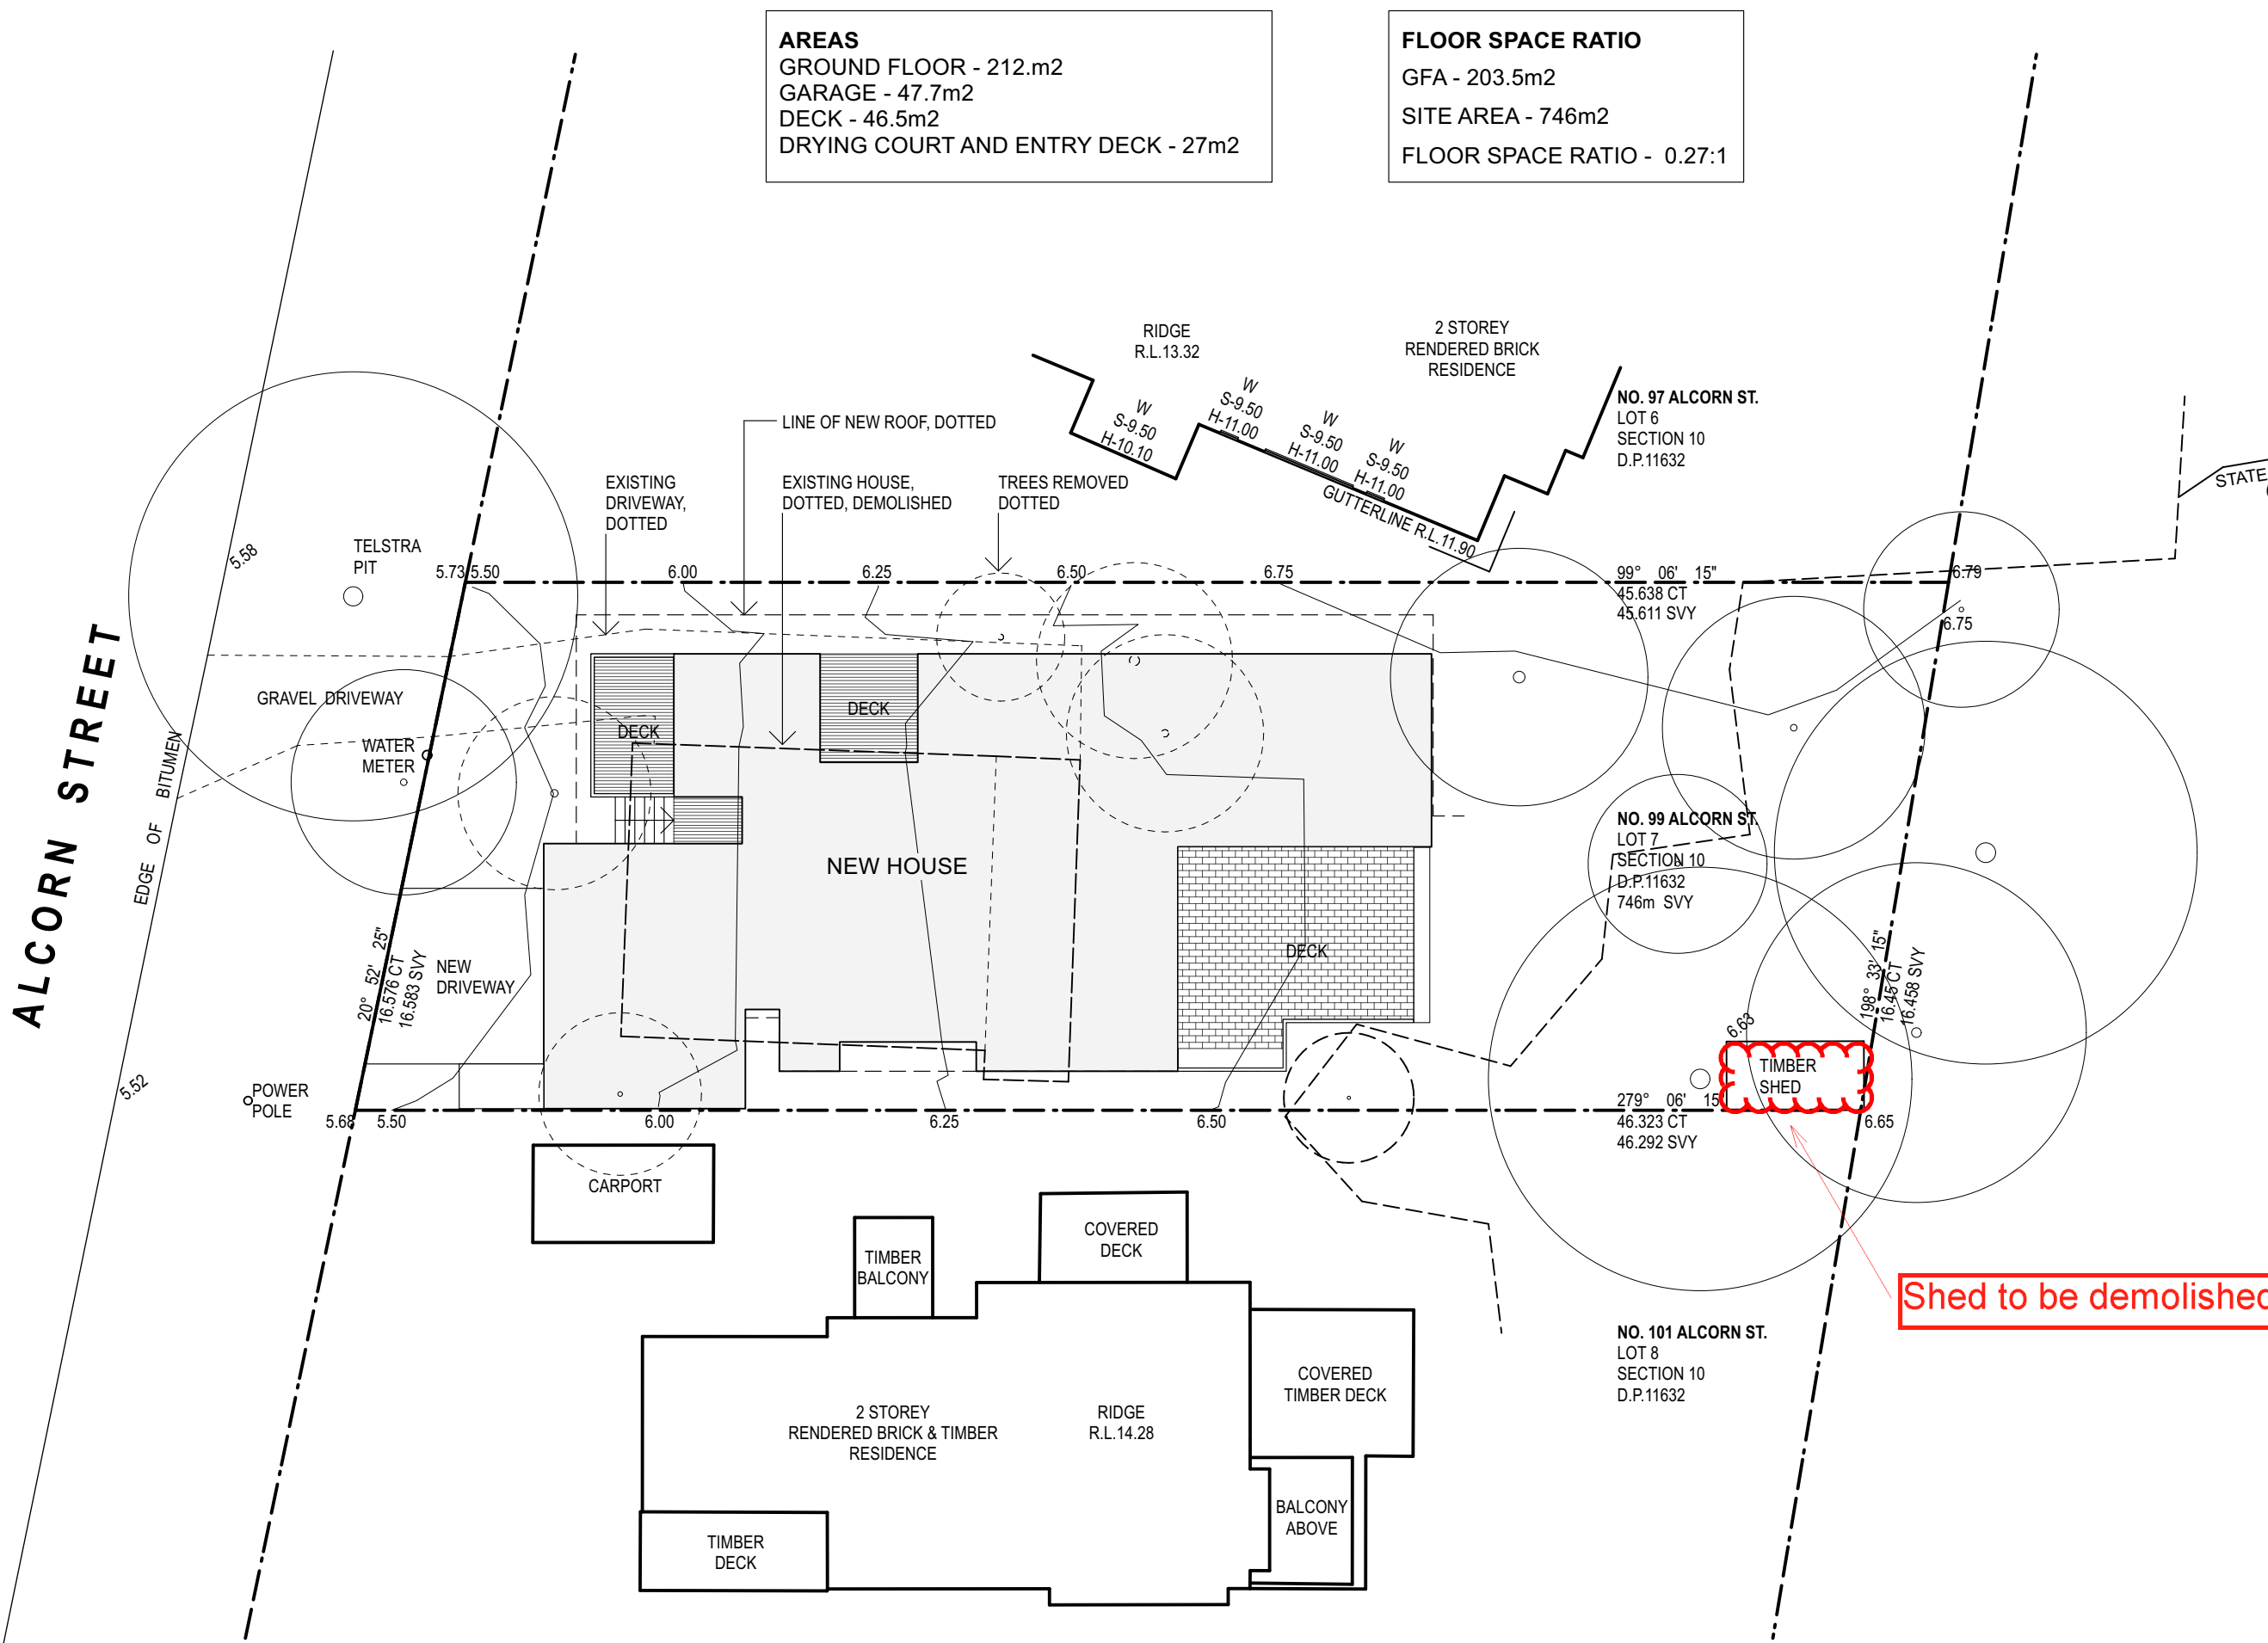 AREAS
GROUND FLOOR - 212.m2
GARAGE - 47.7m2
DECK - 46.5m2
DRYING COURT AND ENTRY DECK - 27m2
FLOOR SPACE RATIO
GFA - 203.5m2
SITE AREA - 746m2
FLOOR SPACE RATIO - 0.27:1
RIDGE
R.L.13.32
2 STOREY
RENDERED BRICK
RESIDENCE
W
S-9.50
H-10.10
W
S-9.50
H-11.00
W
S-9.50
H-11.00
W
S-9.50
H-11.00
GUTTERLINE R.L.11.90
NO. 97 ALCORN ST.
LOT 6
SECTION 10
D.P.11632
STATE
LINE OF NEW ROOF, DOTTED
EXISTING
DRIVEWAY,
DOTTED
EXISTING HOUSE,
DOTTED, DEMOLISHED
TREES REMOVED
DOTTED
5.58
TELSTRA
PIT
5.73
5.50
6.00
6.25
6.50
6.75
99° 06' 15"
45.638 CT
45.611 SVY
6.79
6.75
GRAVEL DRIVEWAY
WATER
METER
DECK
DECK
ALCORN STREET
EDGE OF BITUMEN
NEW HOUSE
NO. 99 ALCORN ST.
LOT 7
SECTION 10
D.P.11632
746m SVY
DECK
20° 52' 25"
16.576 CT
16.583 SVY
NEW
DRIVEWAY
198° 33' 15"
16.45 CT
16.458 SVY
6.63
TIMBER
SHED
5.52
POWER
POLE
5.68
5.50
6.00
6.25
6.50
279° 06' 15
46.323 CT
46.292 SVY
6.65
CARPORT
TIMBER
BALCONY
COVERED
DECK
Shed to be demolished
NO. 101 ALCORN ST.
LOT 8
SECTION 10
D.P.11632
COVERED
TIMBER DECK
2 STOREY
RENDERED BRICK & TIMBER
RESIDENCE
RIDGE
R.L.14.28
BALCONY
ABOVE
TIMBER
DECK